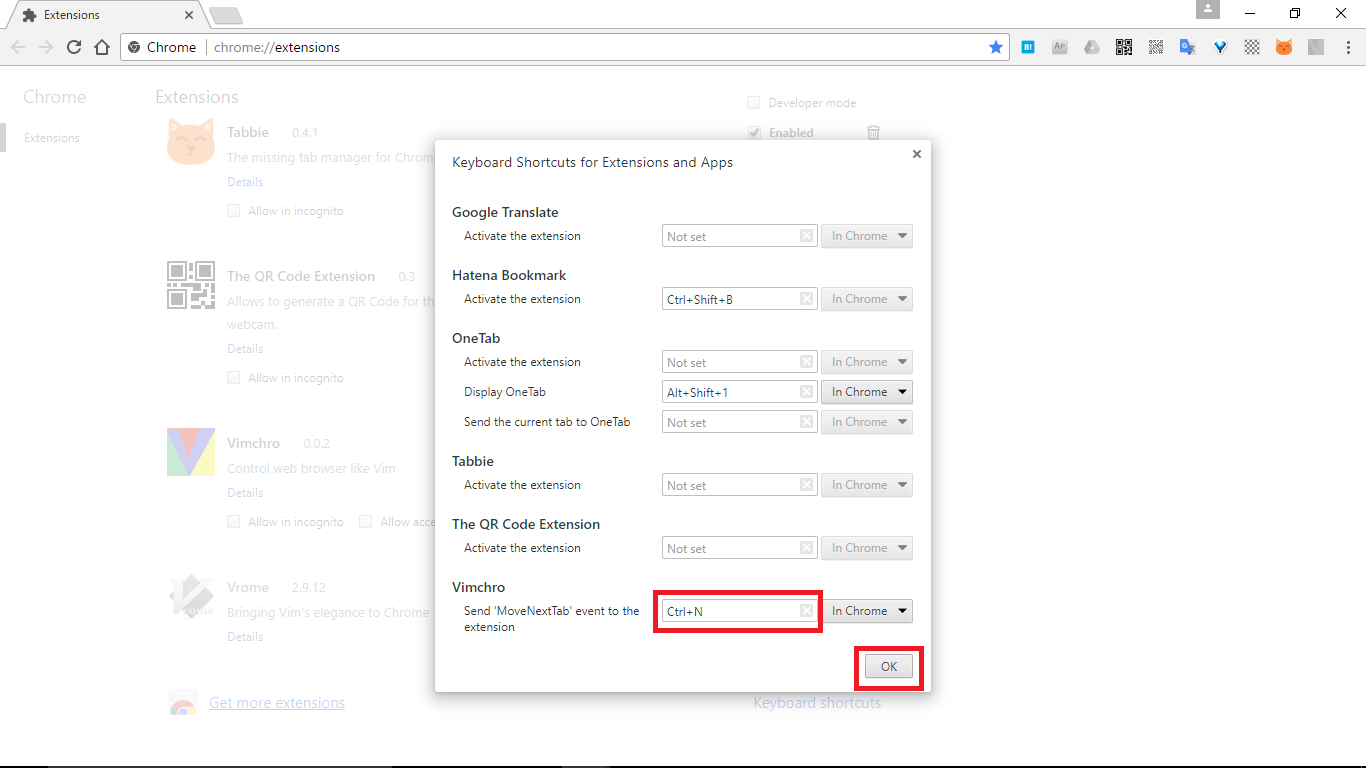 Extensions
Chrome chrome://extensions
Chrome
Extensions
Extensions
Developer mode
Tabbie 0.4.1
Enabled
The missing tab manager for Chrom
Details
Allow in incognito
The QR Code Extension 0.3
Allows to generate a QR Code for th
webcam.
Details
Allow in incognito
Vimchro 0.0.2
Control web browser like Vim
Details
Allow in incognito Allow acce
Vrome 2.9.12
Bringing Vim's elegance to Chrome
Details
Get more extensions
Keyboard shortcuts
Keyboard Shortcuts for Extensions and Apps
Google Translate
Activate the extension Not set In Chrome
Hatena Bookmark
Activate the extension Ctrl+Shift+B In Chrome
OneTab
Activate the extension Not set In Chrome
Display OneTab Alt+Shift+1 In Chrome
Send the current tab to OneTab Not set In Chrome
Tabbie
Activate the extension Not set In Chrome
The QR Code Extension
Activate the extension Not set In Chrome
Vimchro
Send 'MoveNextTab' event to the Ctrl+N In Chrome
extension
OK